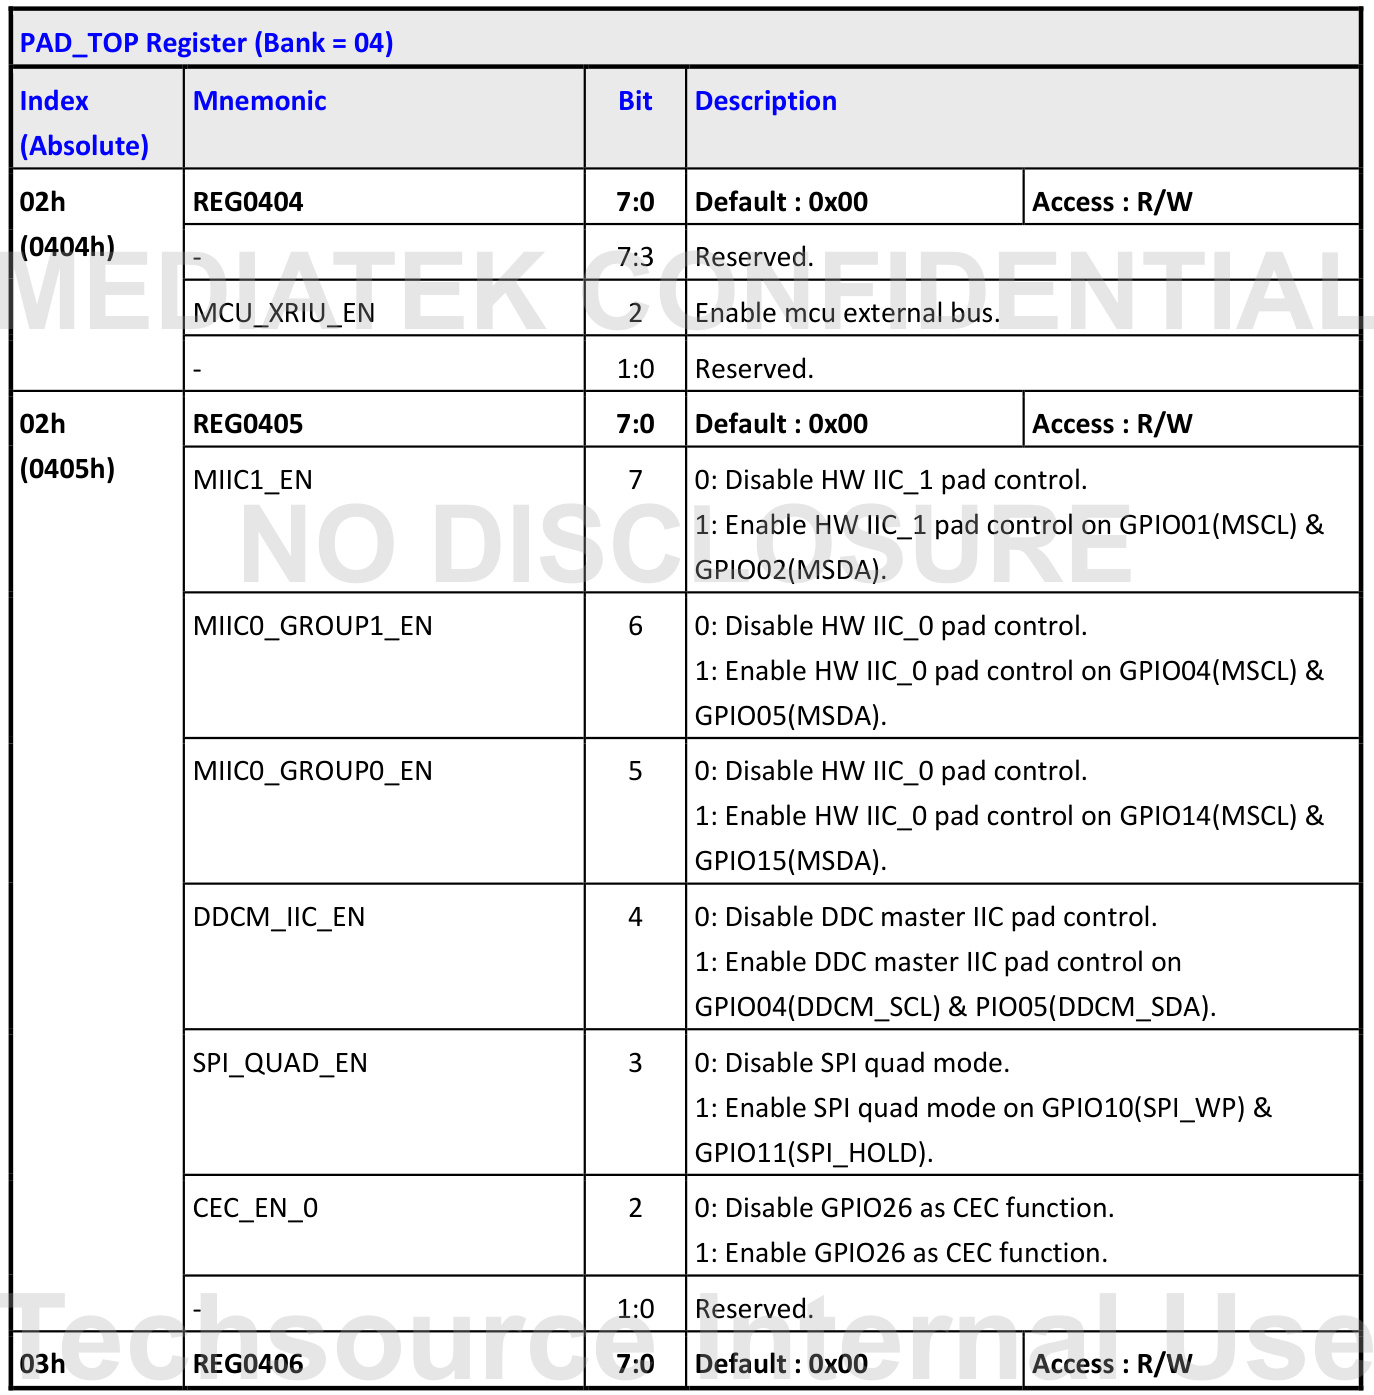 PAD_TOP Register (Bank = 04)
Index (Absolute) Mnemonic Bit Description
02h (0404h) REG0404 7:0 Default : 0x00 Access : R/W
- 7:3 Reserved.
MEDIATEK CONFIDENTIAL
MCU_XRIU_EN 2 Enable mcu external bus.
- 1:0 Reserved.
02h (0405h) REG0405 7:0 Default : 0x00 Access : R/W
MIIC1_EN 7 0: Disable HW IIC_1 pad control.
1: Enable HW IIC_1 pad control on GPIO01(MSCL) &
GPIO02(MSDA).
NO DISCLOSURE
MIIC0_GROUP1_EN 6 0: Disable HW IIC_0 pad control.
1: Enable HW IIC_0 pad control on GPIO04(MSCL) &
GPIO05(MSDA).
MIIC0_GROUP0_EN 5 0: Disable HW IIC_0 pad control.
1: Enable HW IIC_0 pad control on GPIO14(MSCL) &
GPIO15(MSDA).
DDCM_IIC_EN 4 0: Disable DDC master IIC pad control.
1: Enable DDC master IIC pad control on
GPIO04(DDCM_SCL) & PIO05(DDCM_SDA).
SPI_QUAD_EN 3 0: Disable SPI quad mode.
1: Enable SPI quad mode on GPIO10(SPI_WP) &
GPIO11(SPI_HOLD).
CEC_EN_0 2 0: Disable GPIO26 as CEC function.
1: Enable GPIO26 as CEC function.
- 1:0 Reserved.
Techsource Internal Use
03h REG0406 7:0 Default : 0x00 Access : R/W